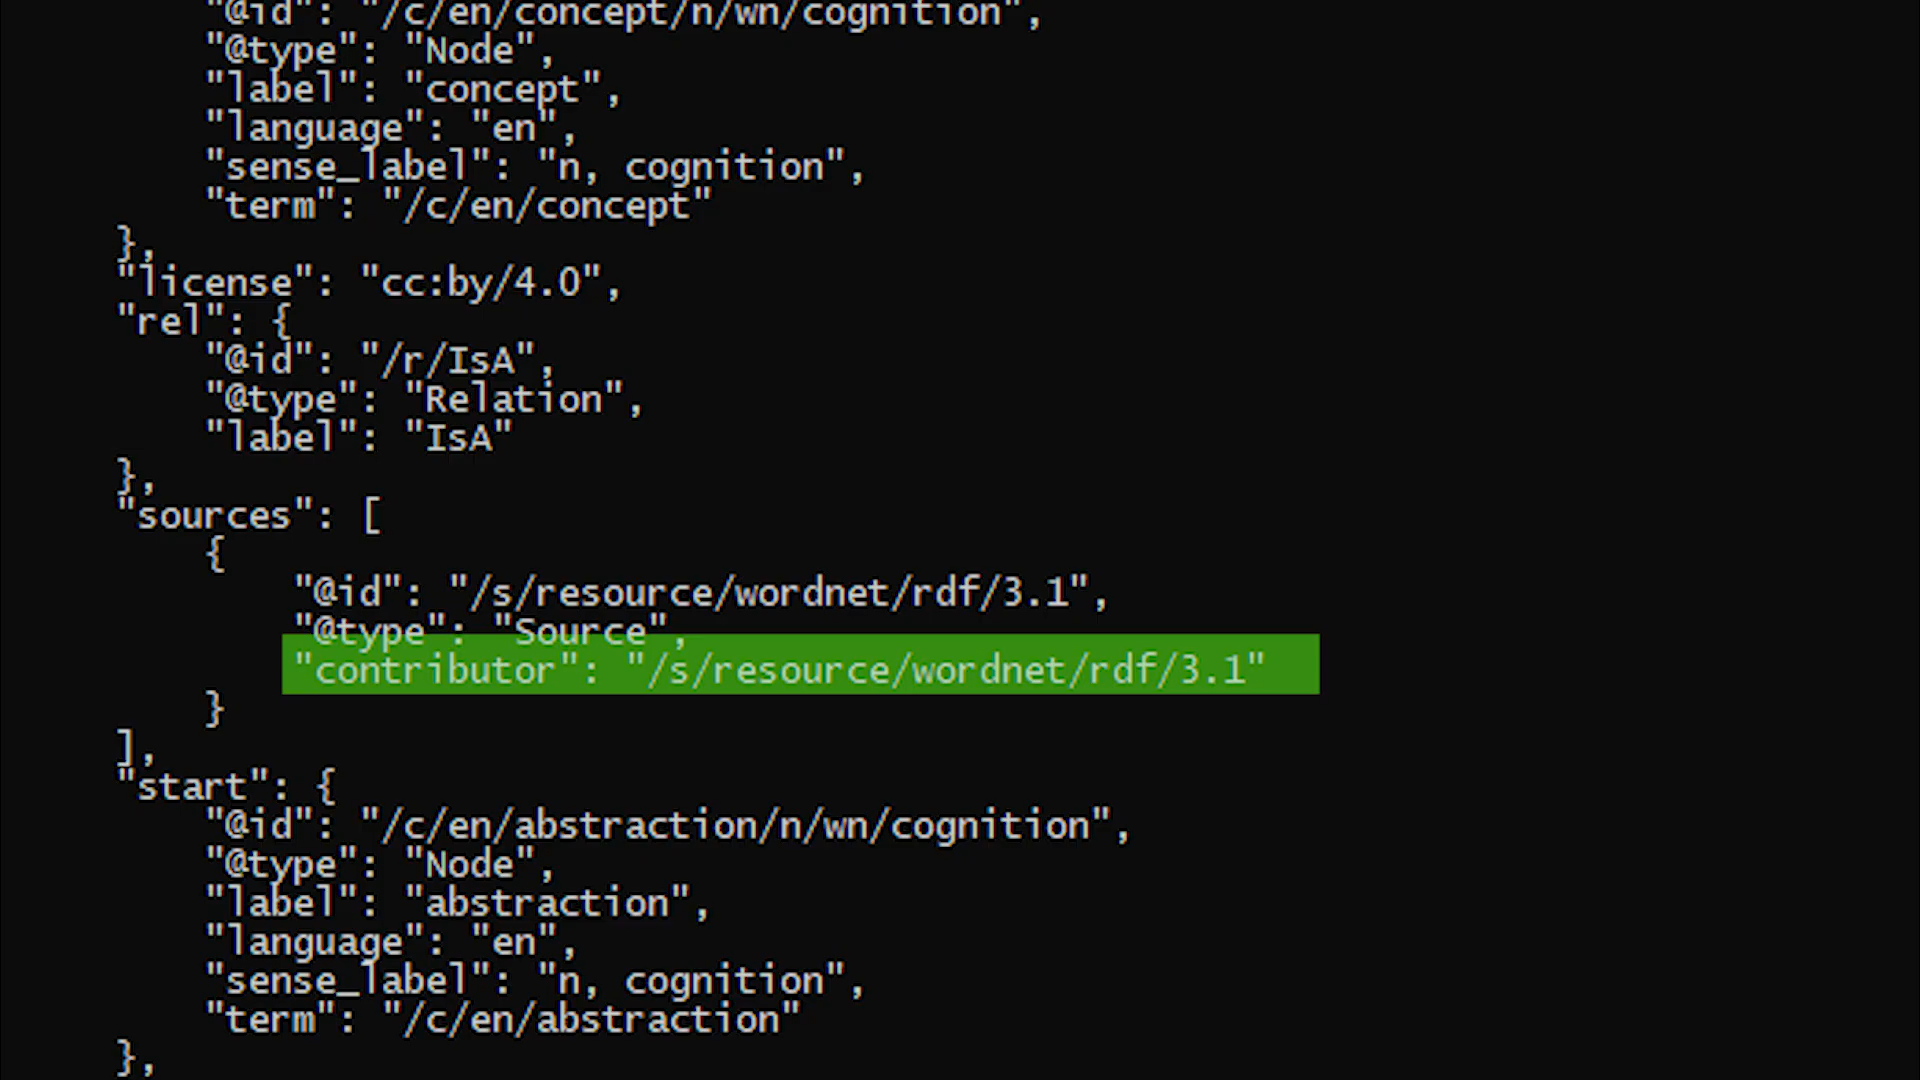 "@id": "/c/en/concept/n/wn/cognition",
"@type": "Node",
"label": "concept",
"language": "en",
"sense_label": "n, cognition",
"term": "/c/en/concept"
},
"license": "cc:by/4.0",
"rel": {
"@id": "/r/IsA",
"@type": "Relation",
"label": "IsA"
},
"sources": [
{
"@id": "/s/resource/wordnet/rdf/3.1",
"@type": "Source",
"contributor": "/s/resource/wordnet/rdf/3.1"
}
],
"start": {
"@id": "/c/en/abstraction/n/wn/cognition",
"@type": "Node",
"label": "abstraction",
"language": "en",
"sense_label": "n, cognition",
"term": "/c/en/abstraction"
},